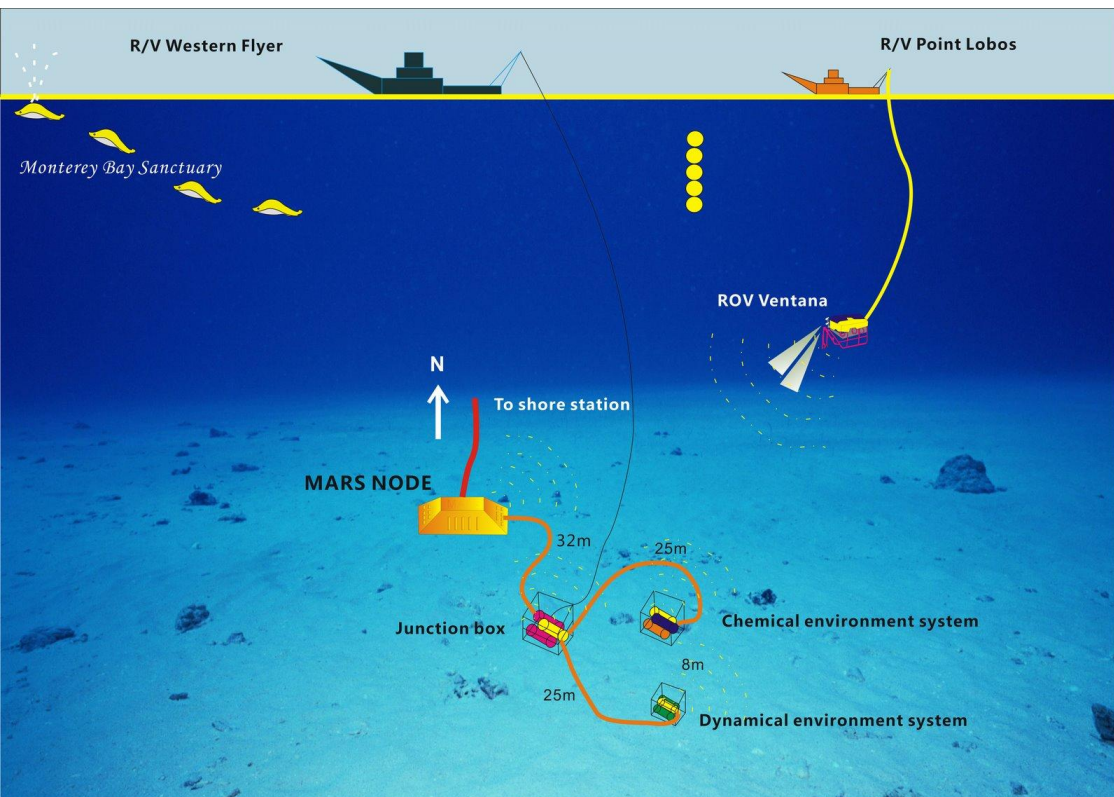 R/V Western Flyer
R/V Point Lobos
Monterey Bay Sanctuary
ROV Ventana
N
To shore station
MARS NODE
32m
25m
Junction box
Chemical environment system
8m
25m
Dynamical environment system